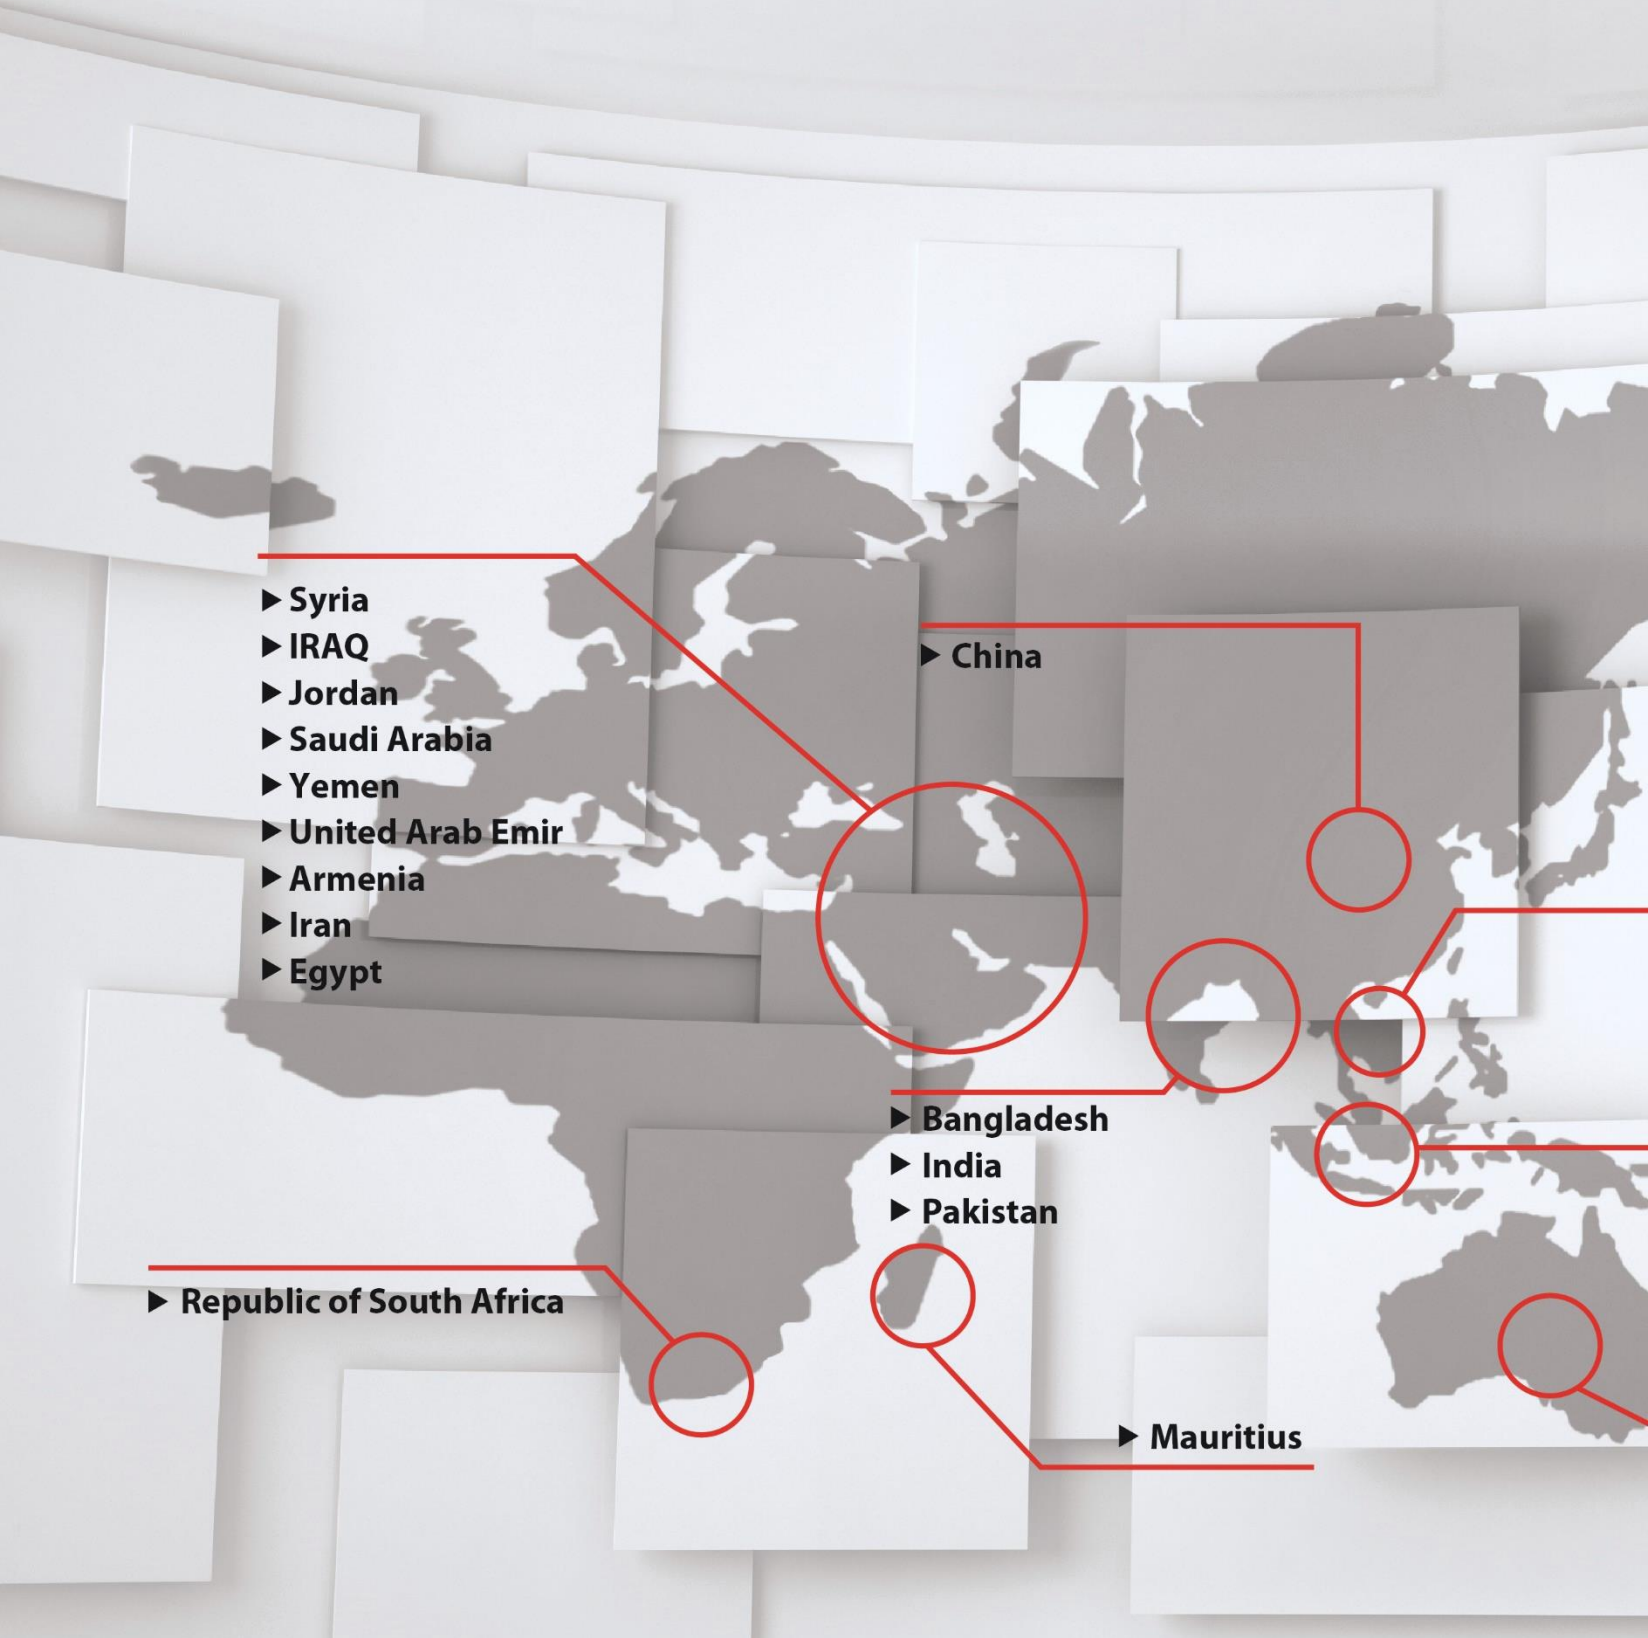 ▶ Syria
▶ IRAQ
▶ Jordan
▶ Saudi Arabia
▶ Yemen
▶ United Arab Emir
▶ Armenia
▶ Iran
▶ Egypt
▶ China
▶ Bangladesh
▶ India
▶ Pakistan
▶ Republic of South Africa
▶ Mauritius